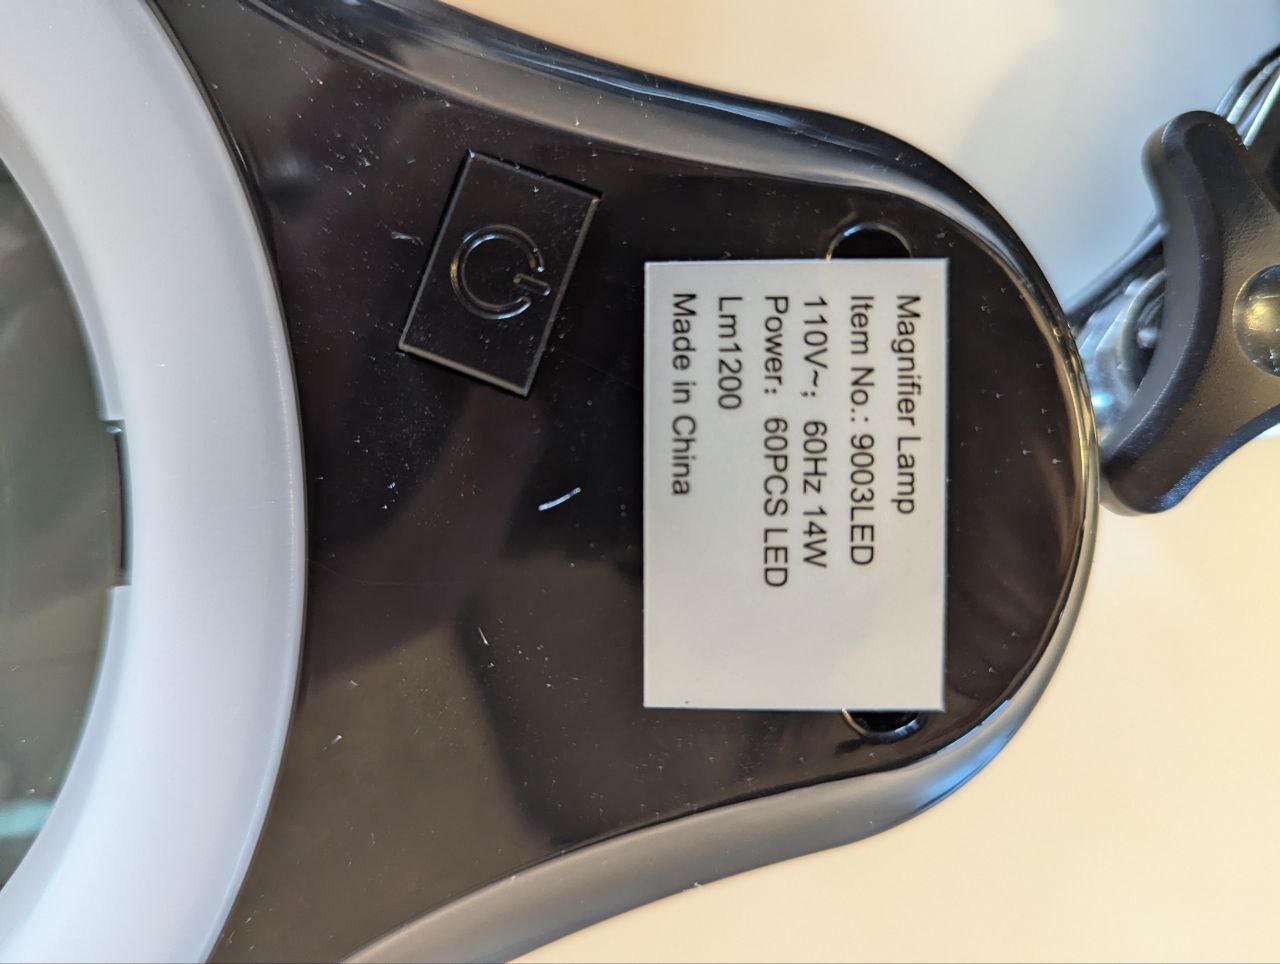 Magnifier Lamp
Item No.: 9003LED
110V~; 60Hz 14W
Power: 60PCS LED
Lm1200
Made in China